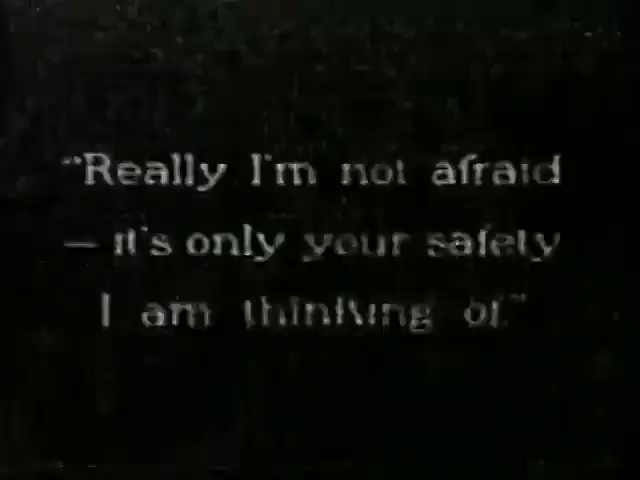 "Really I'm not afraid
— it's only your safety
I am thinking of."